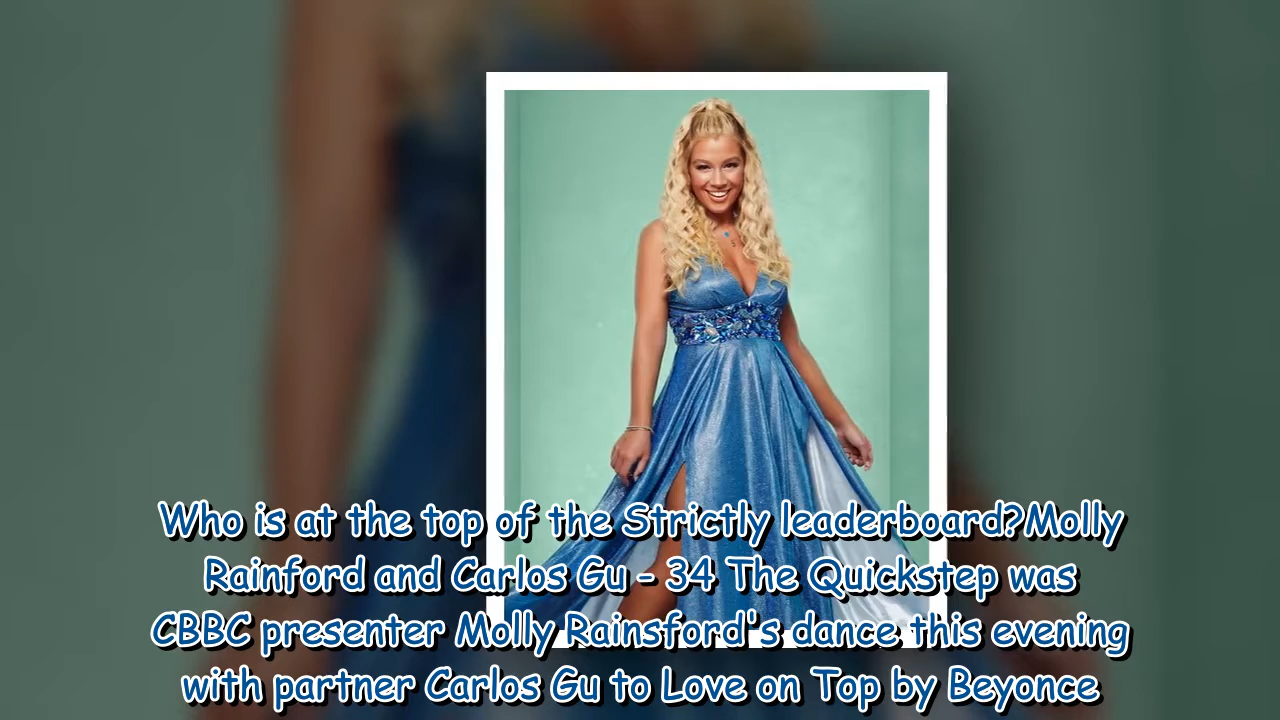 Who is at the top of the Strictly leaderboard?Molly
Rainford and Carlos Gu - 34 The Quickstep was
CBBC presenter Molly Rainsford's dance this evening
with partner Carlos Gu to Love on Top by Beyonce